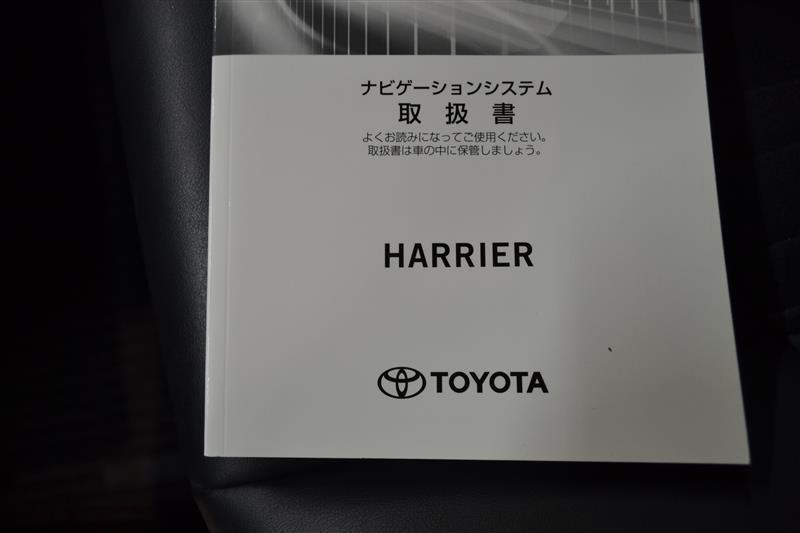 ナビゲーションシステム
取扱書
よくお読みになってご使用ください。
取扱書は車の中に保管しましょう。
HARRIER
TOYOTA